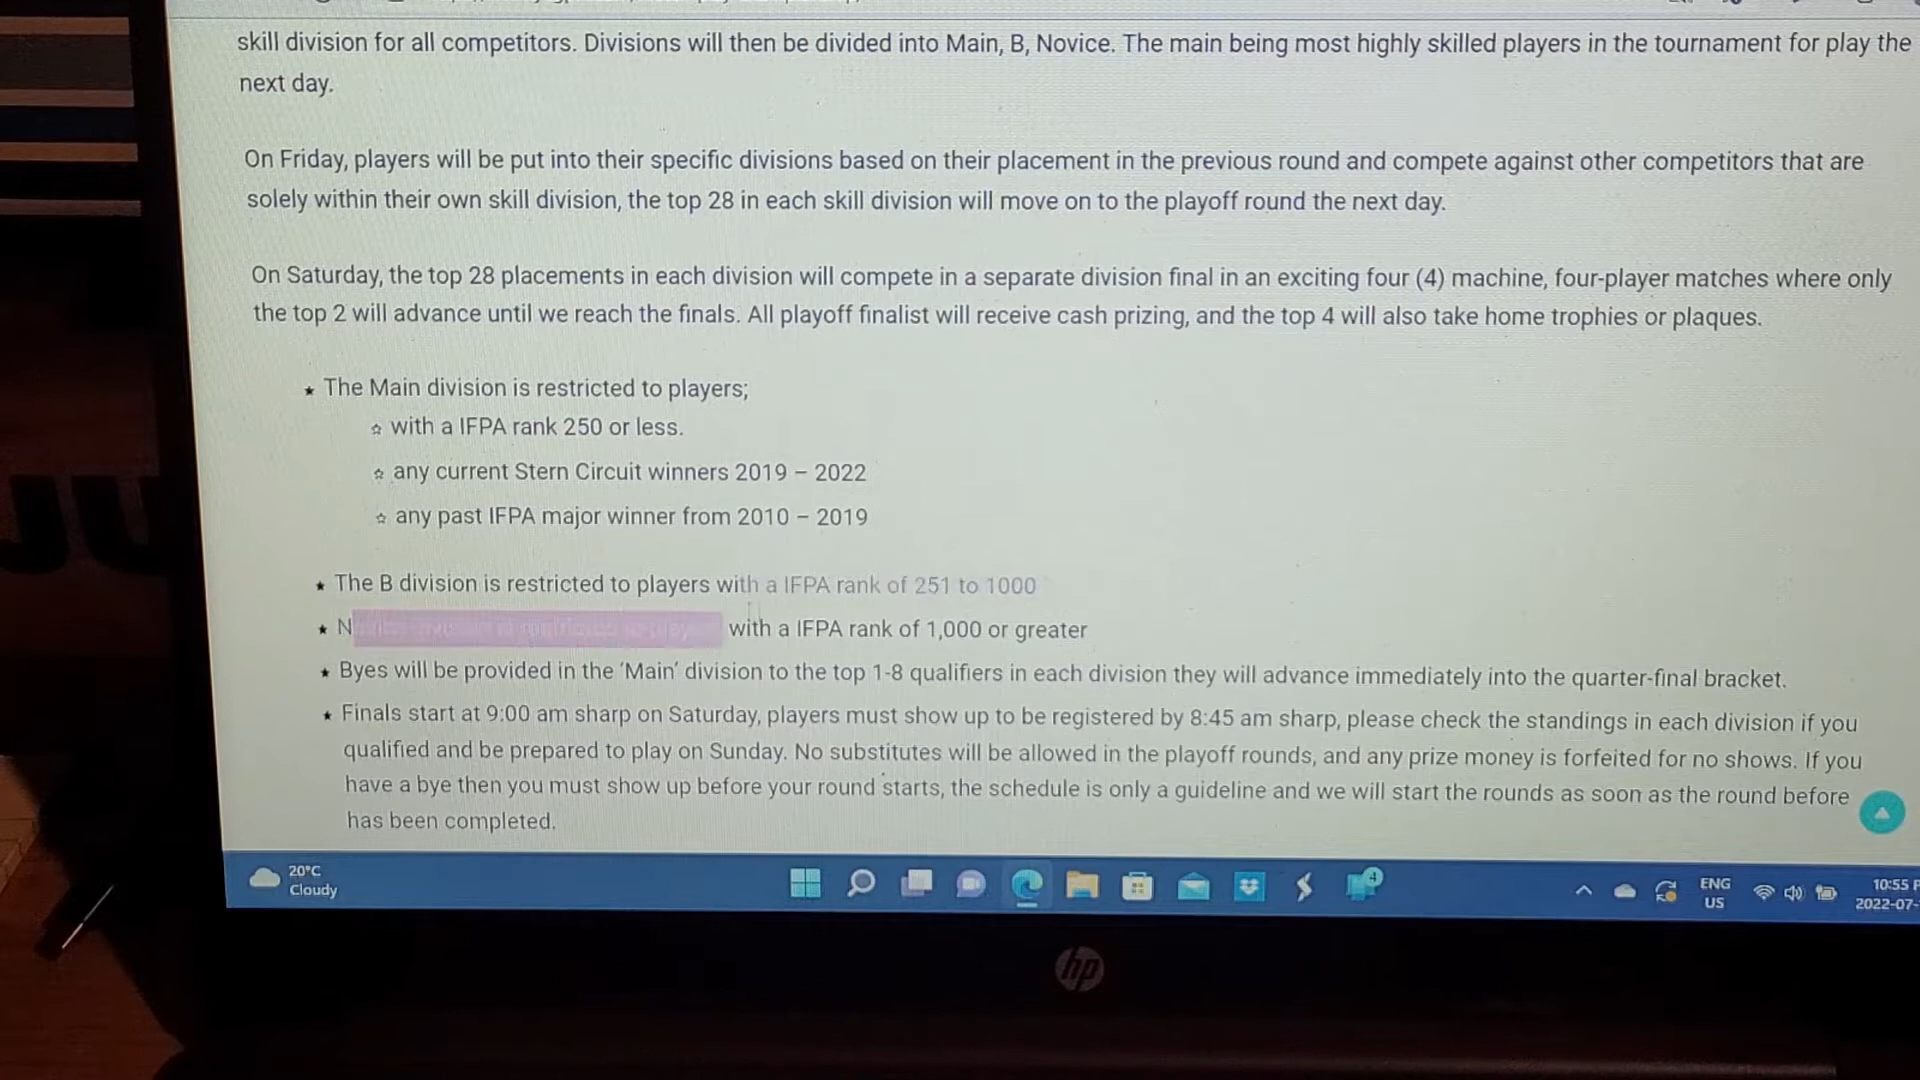 skill division for all competitors. Divisions will then be divided into Main, B, Novice. The main being most highly skilled players in the tournament for play the
next day.
On Friday, players will be put into their specific divisions based on their placement in the previous round and compete against other competitors that are
solely within their own skill division, the top 28 in each skill division will move on to the playoff round the next day.
On Saturday, the top 28 placements in each division will compete in a separate division final in an exciting four (4) machine, four-player matches where only
the top 2 will advance until we reach the finals. All playoff finalist will receive cash prizing, and the top 4 will also take home trophies or plaques.
★ The Main division is restricted to players;
☆ with a IFPA rank 250 or less.
☆ any current Stern Circuit winners 2019 – 2022
☆ any past IFPA major winner from 2010 – 2019
★ The B division is restricted to players with a IFPA rank of 251 to 1000
★ N with a IFPA rank of 1,000 or greater
★ Byes will be provided in the ‘Main’ division to the top 1-8 qualifiers in each division they will advance immediately into the quarter-final bracket.
★ Finals start at 9:00 am sharp on Saturday, players must show up to be registered by 8:45 am sharp, please check the standings in each division if you
qualified and be prepared to play on Sunday. No substitutes will be allowed in the playoff rounds, and any prize money is forfeited for no shows. If you
have a bye then you must show up before your round starts, the schedule is only a guideline and we will start the rounds as soon as the round before
has been completed.
20°C
Cloudy
4
ENG
US
10:55 P
2022-07-
hp
JU